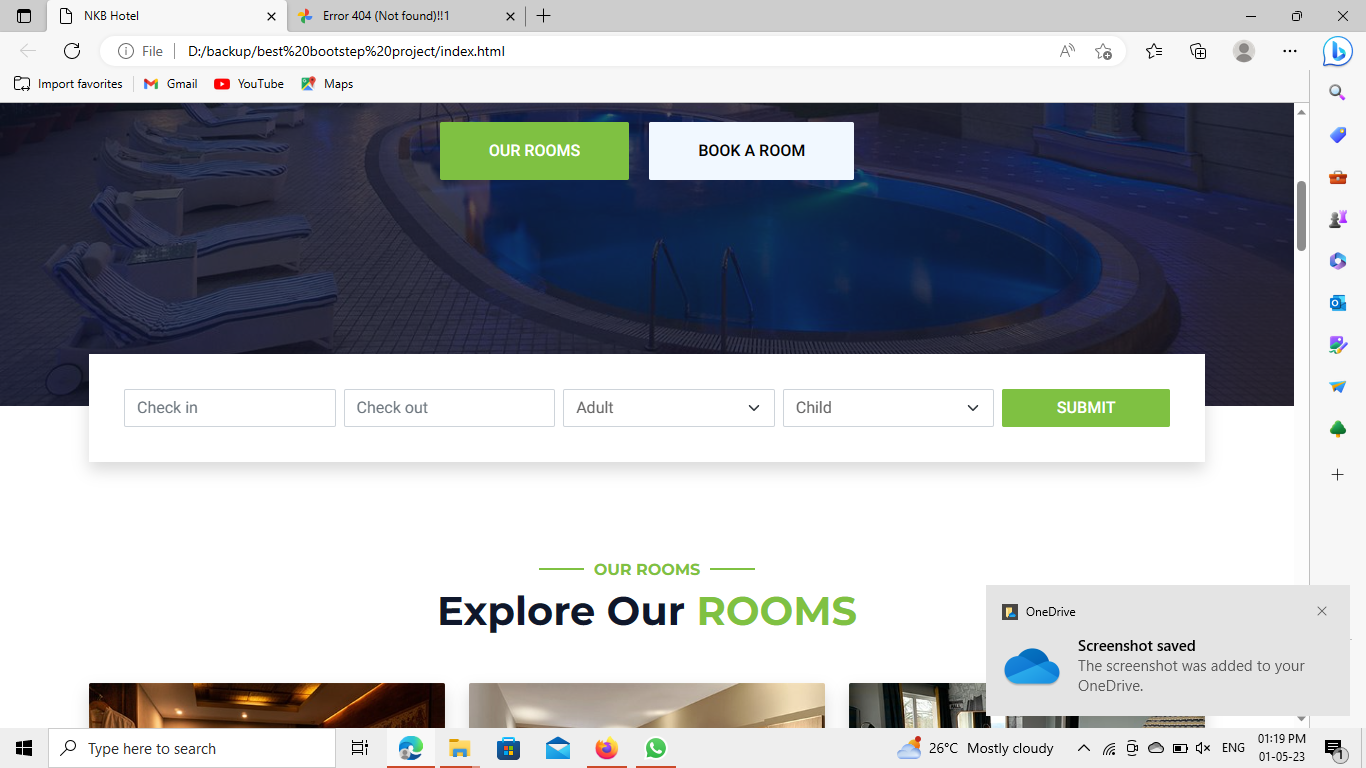 NKB Hotel
Error 404 (Not found)!!1
File
D:/backup/best%20bootstep%20project/index.html
Import favorites
Gmail
YouTube
Maps
OUR ROOMS
BOOK A ROOM
Check in
Check out
Adult
Child
SUBMIT
OUR ROOMS
Explore Our ROOMS
OneDrive
Screenshot saved
The screenshot was added to your
OneDrive.
Type here to search
26°C Mostly cloudy
ENG
01:19 PM
01-05-23
1